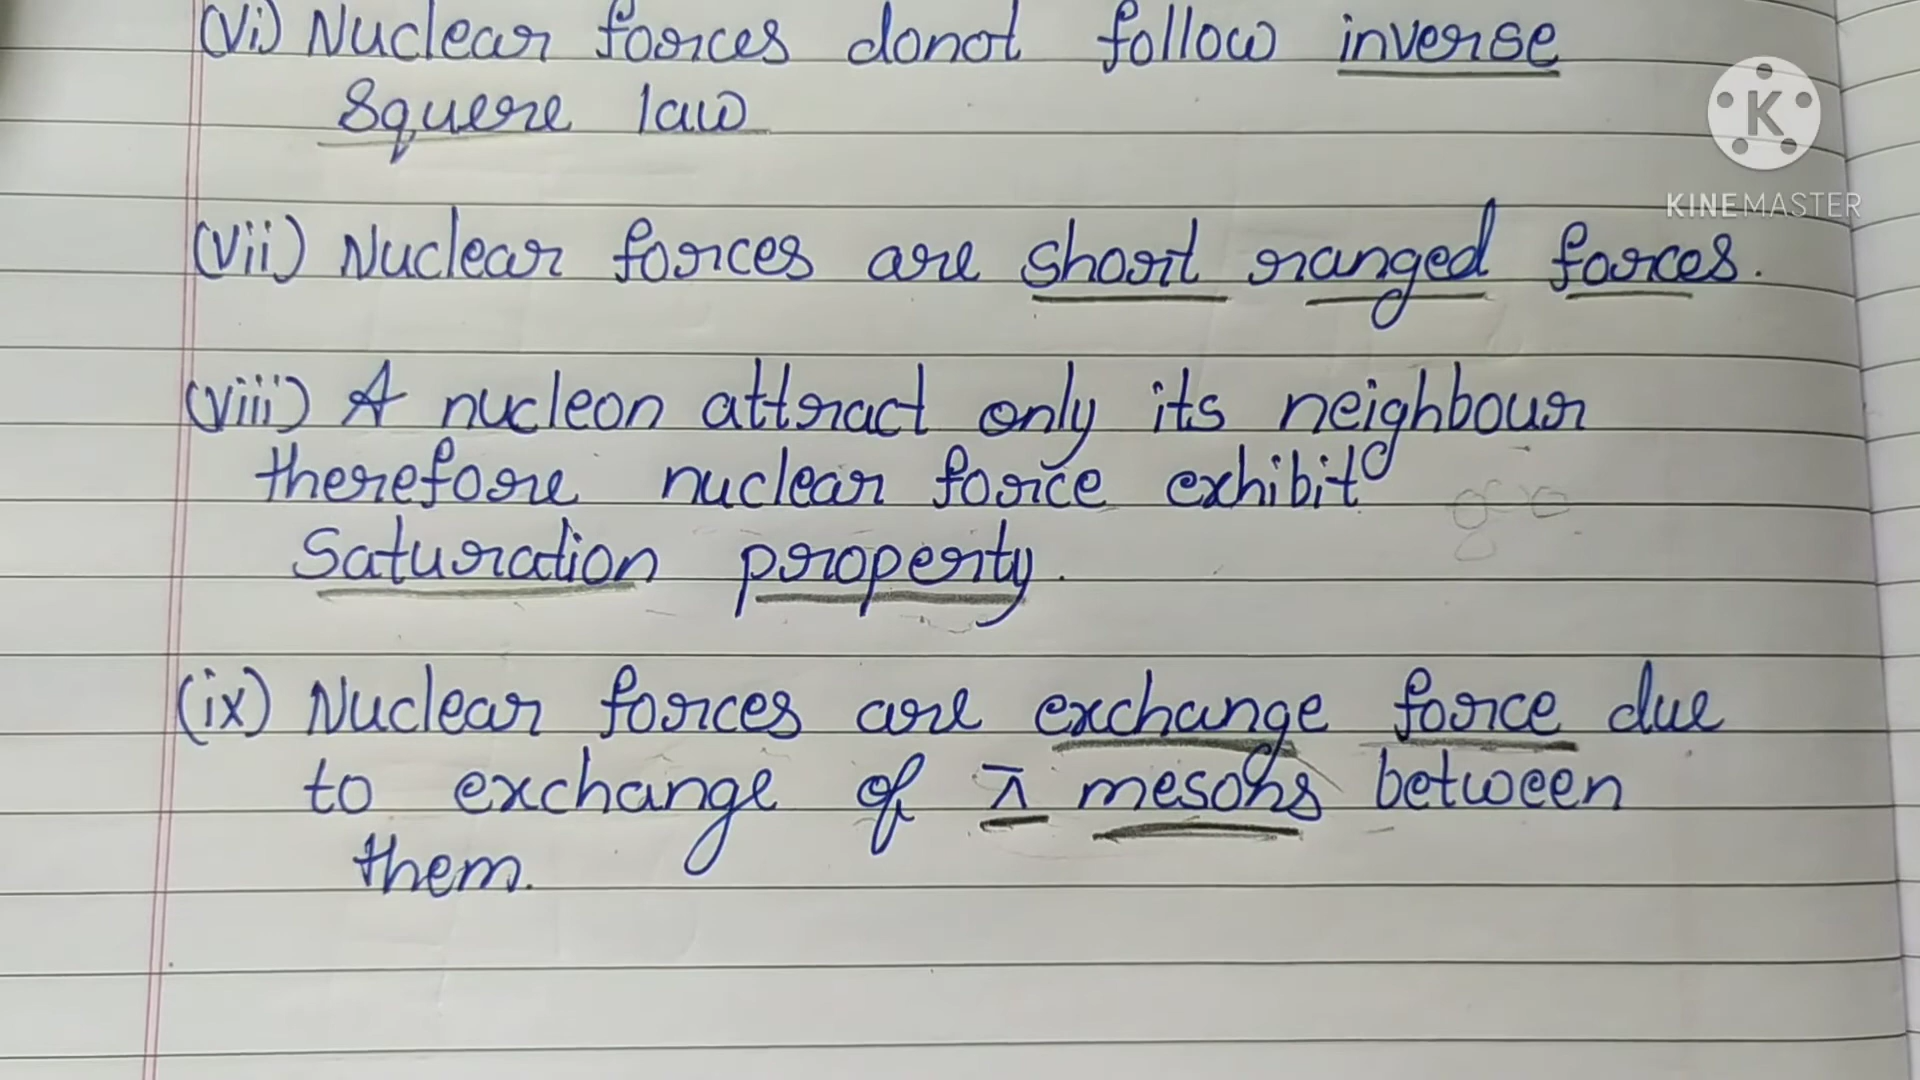 (vi) Nuclear forces donot follow inverse
Squere law
KINEMASTER
(vii) Nuclear forces are short ranged forces.
(viii) A nucleon attract only its neighbour
therefore nuclear force exhibit
Saturation property.
(ix) Nuclear forces are exchange force due
to exchange of π mesons between
them.